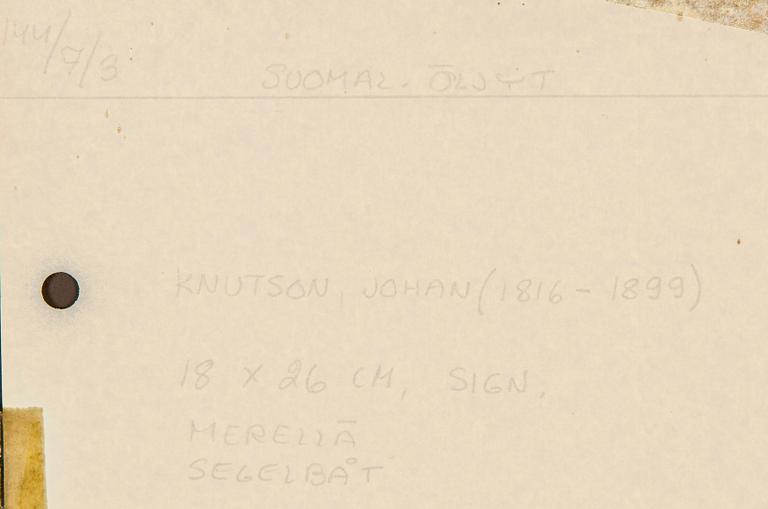 144/7/3
SUOMAL. ÖLJYT
KNUTSON, JOHAN (1816 - 1899)
18 X 26 CM, SIGN.
MERELLÄ
SEGELBÅT